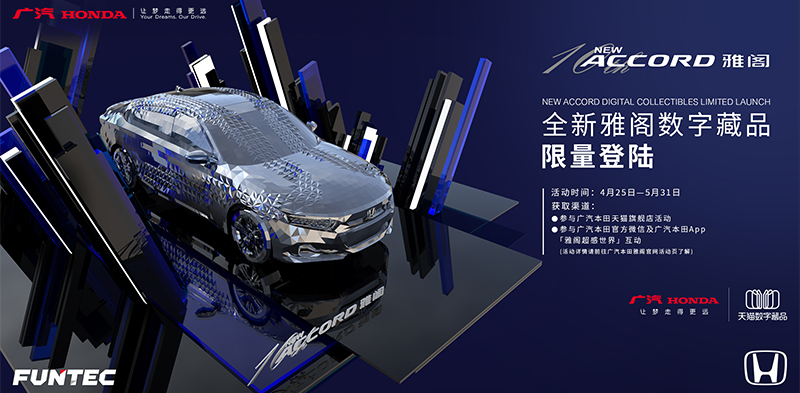 广汽 HONDA
让梦走得更远
Your Dreams. Our Drive.
NEW
10th ACCORD 雅阁
NEW ACCORD DIGITAL COLLECTIBLES LIMITED LAUNCH
全新雅阁数字藏品
限量登陆
活动时间：4月25日—5月31日
获取渠道：
●参与广汽本田天猫旗舰店活动
●参与广汽本田官方微信及广汽本田App
「雅阁超感世界」互动
(活动详情请前往广汽本田雅阁官网活动页了解)
NEW
10th ACCORD 雅阁
广汽 HONDA
让梦走得更远
天猫数字藏品
FUNTEC